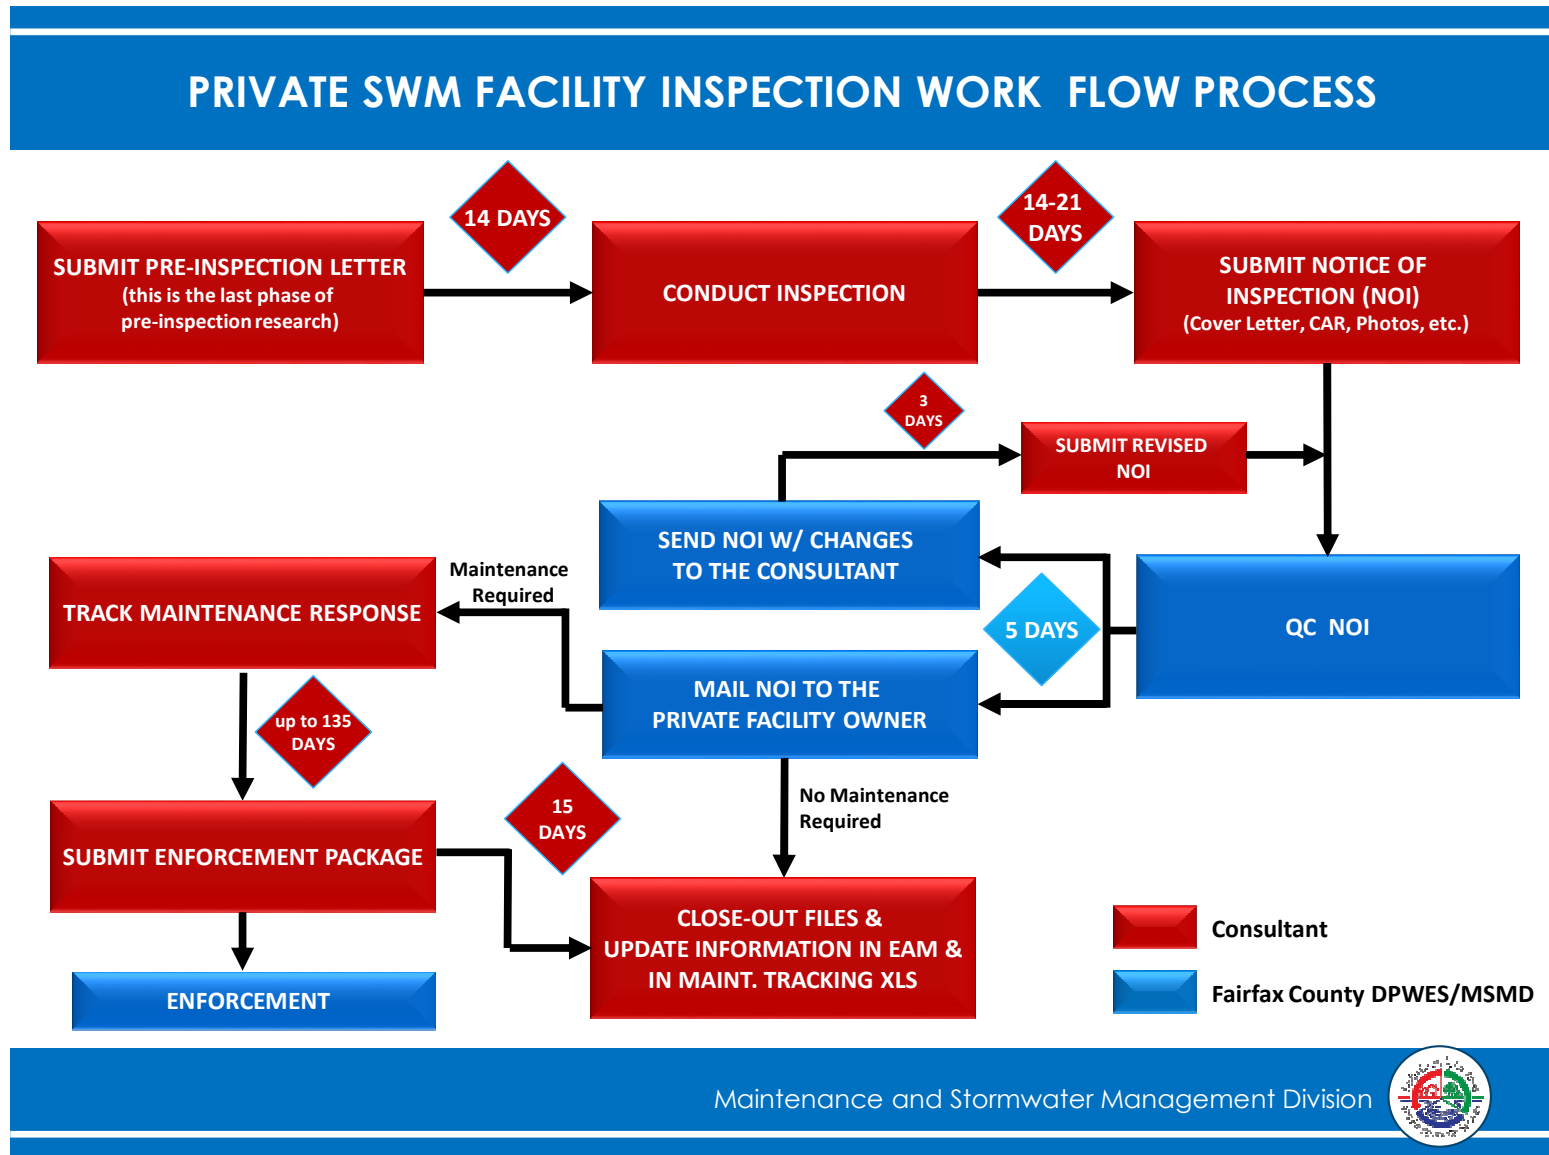 PRIVATE SWM FACILITY INSPECTION WORK FLOW PROCESS
14 DAYS
14-21
DAYS
SUBMIT PRE-INSPECTION LETTER
(this is the last phase of
pre-inspection research)
CONDUCT INSPECTION
SUBMIT NOTICE OF
INSPECTION (NOI)
(Cover Letter, CAR, Photos, etc.)
3
DAYS
SUBMIT REVISED
NOI
SEND NOI W/ CHANGES
TO THE CONSULTANT
Maintenance
Required
TRACK MAINTENANCE RESPONSE
5 DAYS
QC NOI
MAIL NOI TO THE
PRIVATE FACILITY OWNER
up to 135
DAYS
15
DAYS
No Maintenance
Required
SUBMIT ENFORCEMENT PACKAGE
CLOSE-OUT FILES &
UPDATE INFORMATION IN EAM &
IN MAINT. TRACKING XLS
ENFORCEMENT
Consultant
Fairfax County DPWES/MSMD
Maintenance and Stormwater Management Division